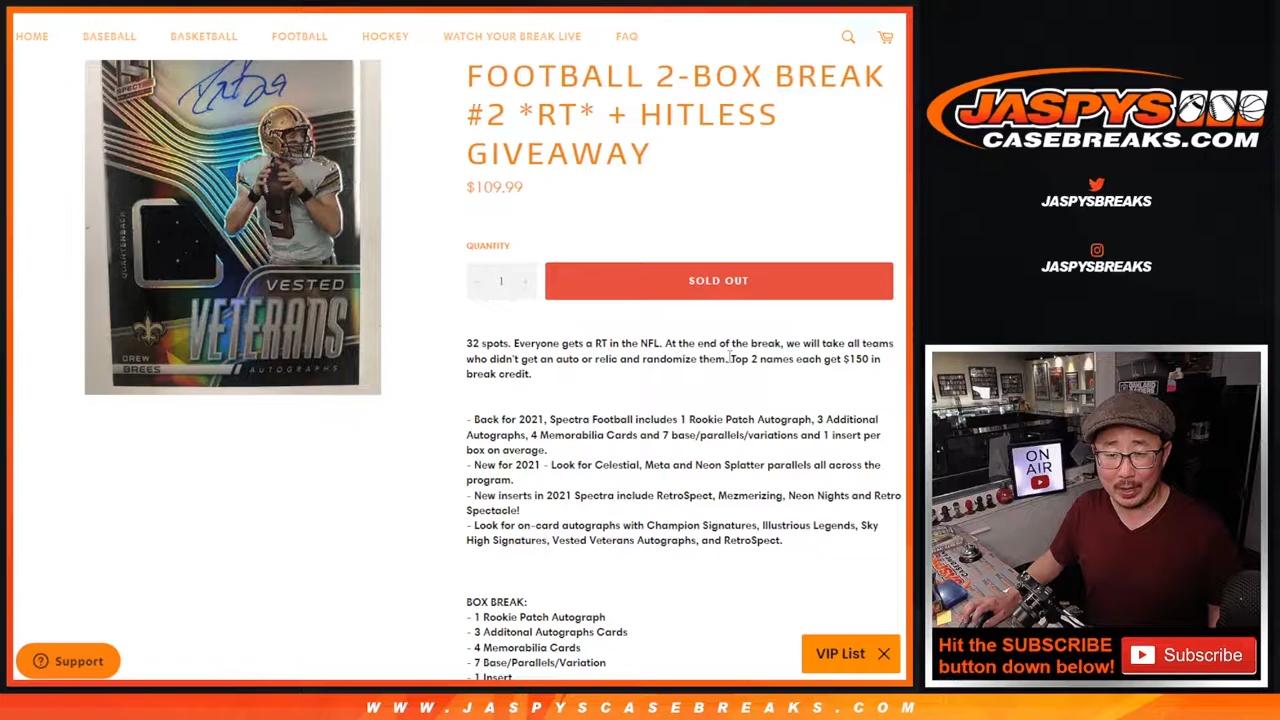 HOME BASEBALL BASKETBALL FOOTBALL HOCKEY WATCH YOUR BREAK LIVE FAQ
FOOTBALL 2-BOX BREAK
#2 *RT* + HITLESS
GIVEAWAY
$109.99
QUANTITY
− 1 +
SOLD OUT
32 spots. Everyone gets a RT in the NFL. At the end of the break, we will take all teams
who didn't get an auto or relic and randomize them. Top 2 names each get $150 in
break credit.
- Back for 2021, Spectra Football includes 1 Rookie Patch Autograph, 3 Additional
Autographs, 4 Memorabilia Cards and 7 base/parallels/variations and 1 insert per
box on average.
- New for 2021 - Look for Celestial, Meta and Neon Splatter parallels all across the
program.
- New inserts in 2021 Spectra include RetroSpect, Mezmerizing, Neon Nights and Retro
Spectacle!
- Look for on-card autographs with Champion Signatures, Illustrious Legends, Sky
High Signatures, Vested Veterans Autographs, and RetroSpect.
BOX BREAK:
- 1 Rookie Patch Autograph
- 3 Additonal Autographs Cards
- 4 Memorabilia Cards
- 7 Base/Parallels/Variation
- 1 Insert
Support
VIP List
QUARTERBACK
VESTED
VETERANS
DREW
BREES
AUTOGRAPHS
JASPYS
CASEBREAKS.COM
JASPYSBREAKS
JASPYSBREAKS
ON
AIR
Hit the SUBSCRIBE
button down below!
Subscribe
WWW.JASPYSCASEBREAKS.COM